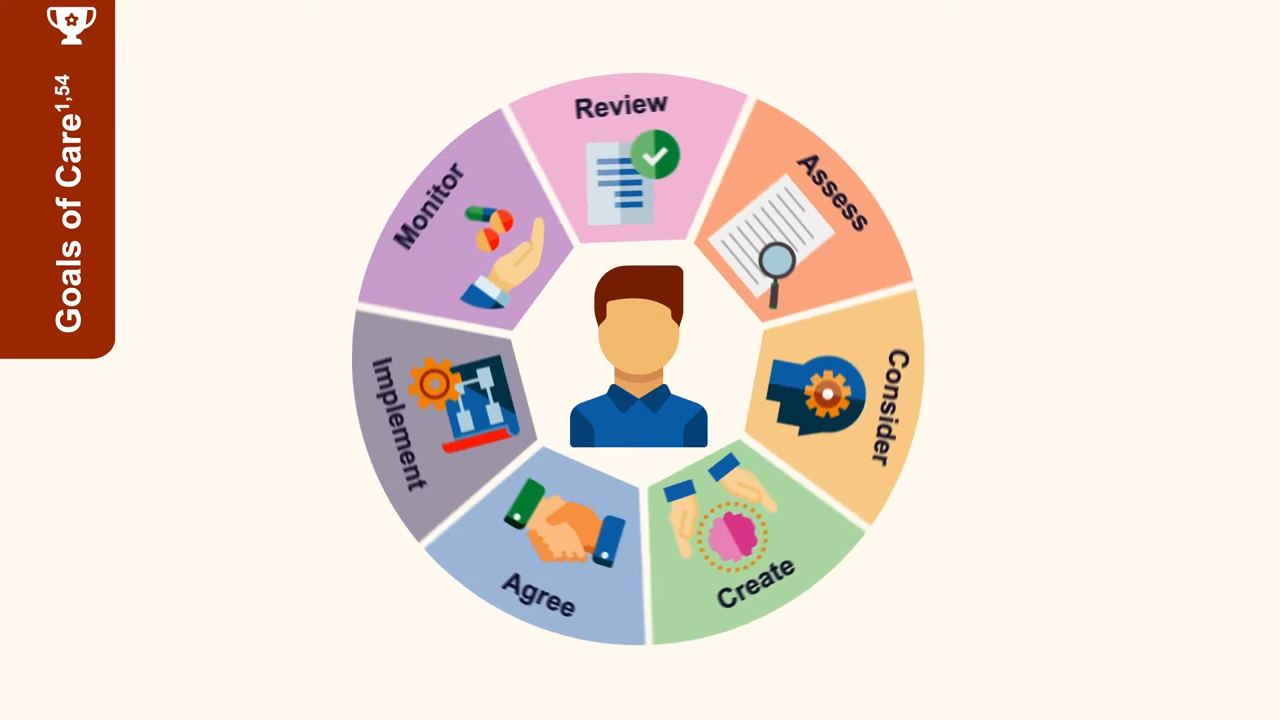 Goals of Care1,54
Review
Assess
Consider
Create
Agree
Implement
Monitor